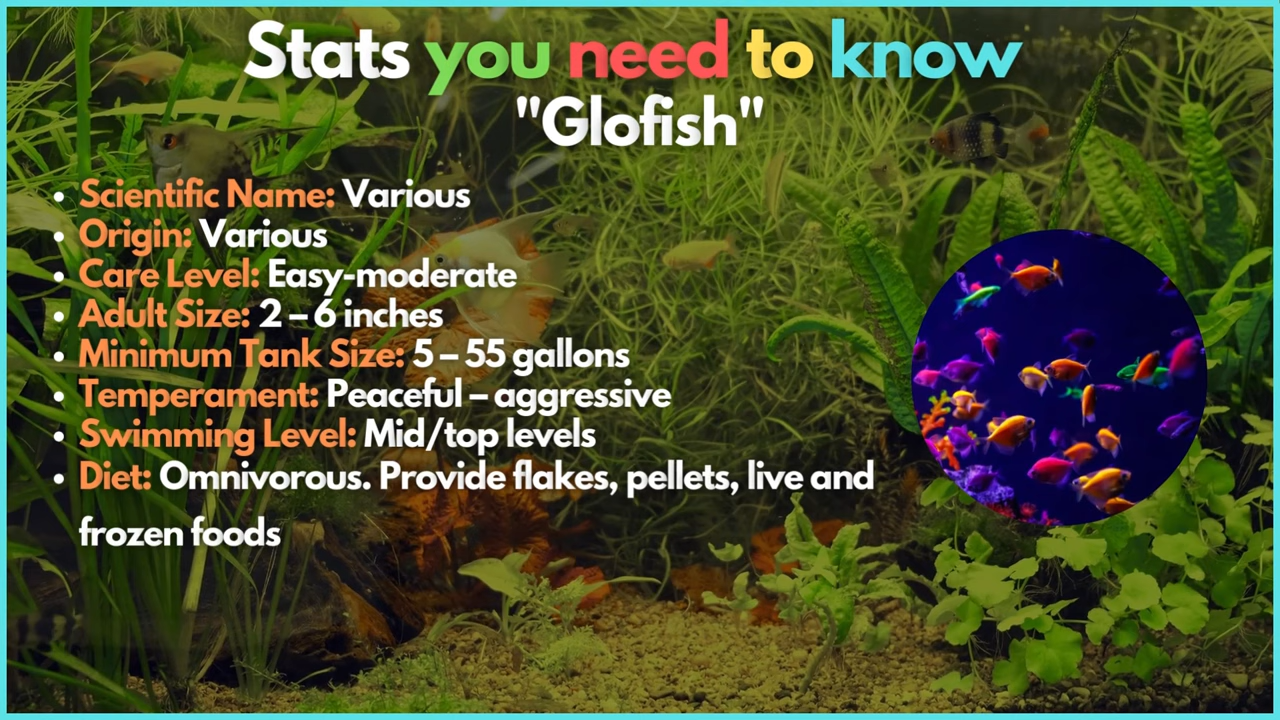 Stats you need to know
"Glofish"
• Scientific Name: Various
• Origin: Various
• Care Level: Easy-moderate
• Adult Size: 2 – 6 inches
• Minimum Tank Size: 5 – 55 gallons
• Temperament: Peaceful – aggressive
• Swimming Level: Mid/top levels
• Diet: Omnivorous. Provide flakes, pellets, live and
frozen foods